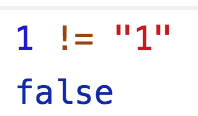 1 != "1"
false